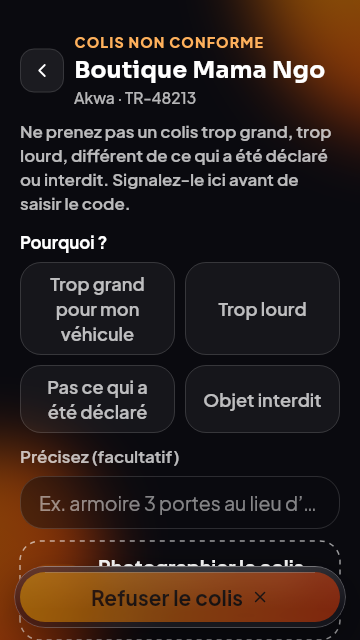 COLIS NON CONFORME
Boutique Mama Ngo
Akwa · TR-48213
Ne prenez pas un colis trop grand, trop
lourd, différent de ce qui a été déclaré
ou interdit. Signalez-le ici avant de
saisir le code.
Pourquoi ?
Trop grand
pour mon
véhicule
Trop lourd
Pas ce qui a
été déclaré
Objet interdit
Précisez (facultatif)
Ex. armoire 3 portes au lieu d’…
Photographier le colis
Refuser le colis ×